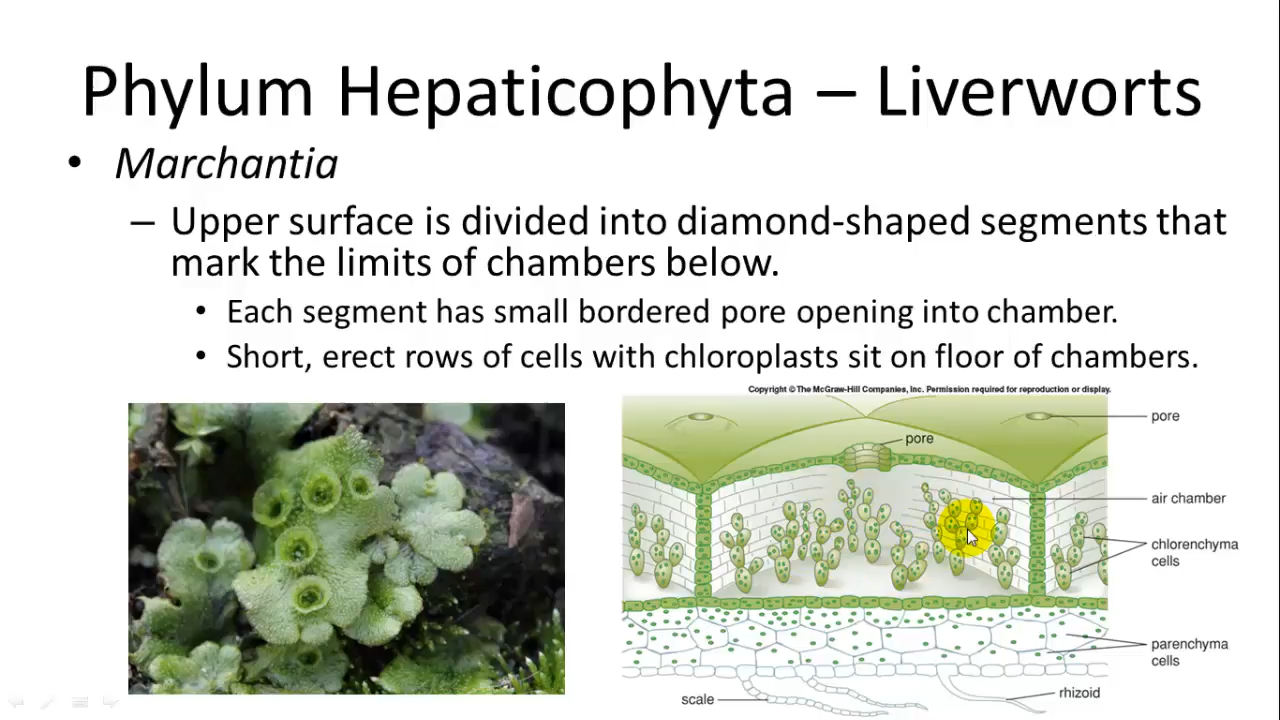 Phylum Hepaticophyta – Liverworts
• Marchantia
– Upper surface is divided into diamond-shaped segments that
mark the limits of chambers below.
• Each segment has small bordered pore opening into chamber.
• Short, erect rows of cells with chloroplasts sit on floor of chambers.
Copyright © The McGraw-Hill Companies, Inc. Permission required for reproduction or display.
pore
pore
air chamber
chlorenchyma
cells
parenchyma
cells
scale
rhizoid